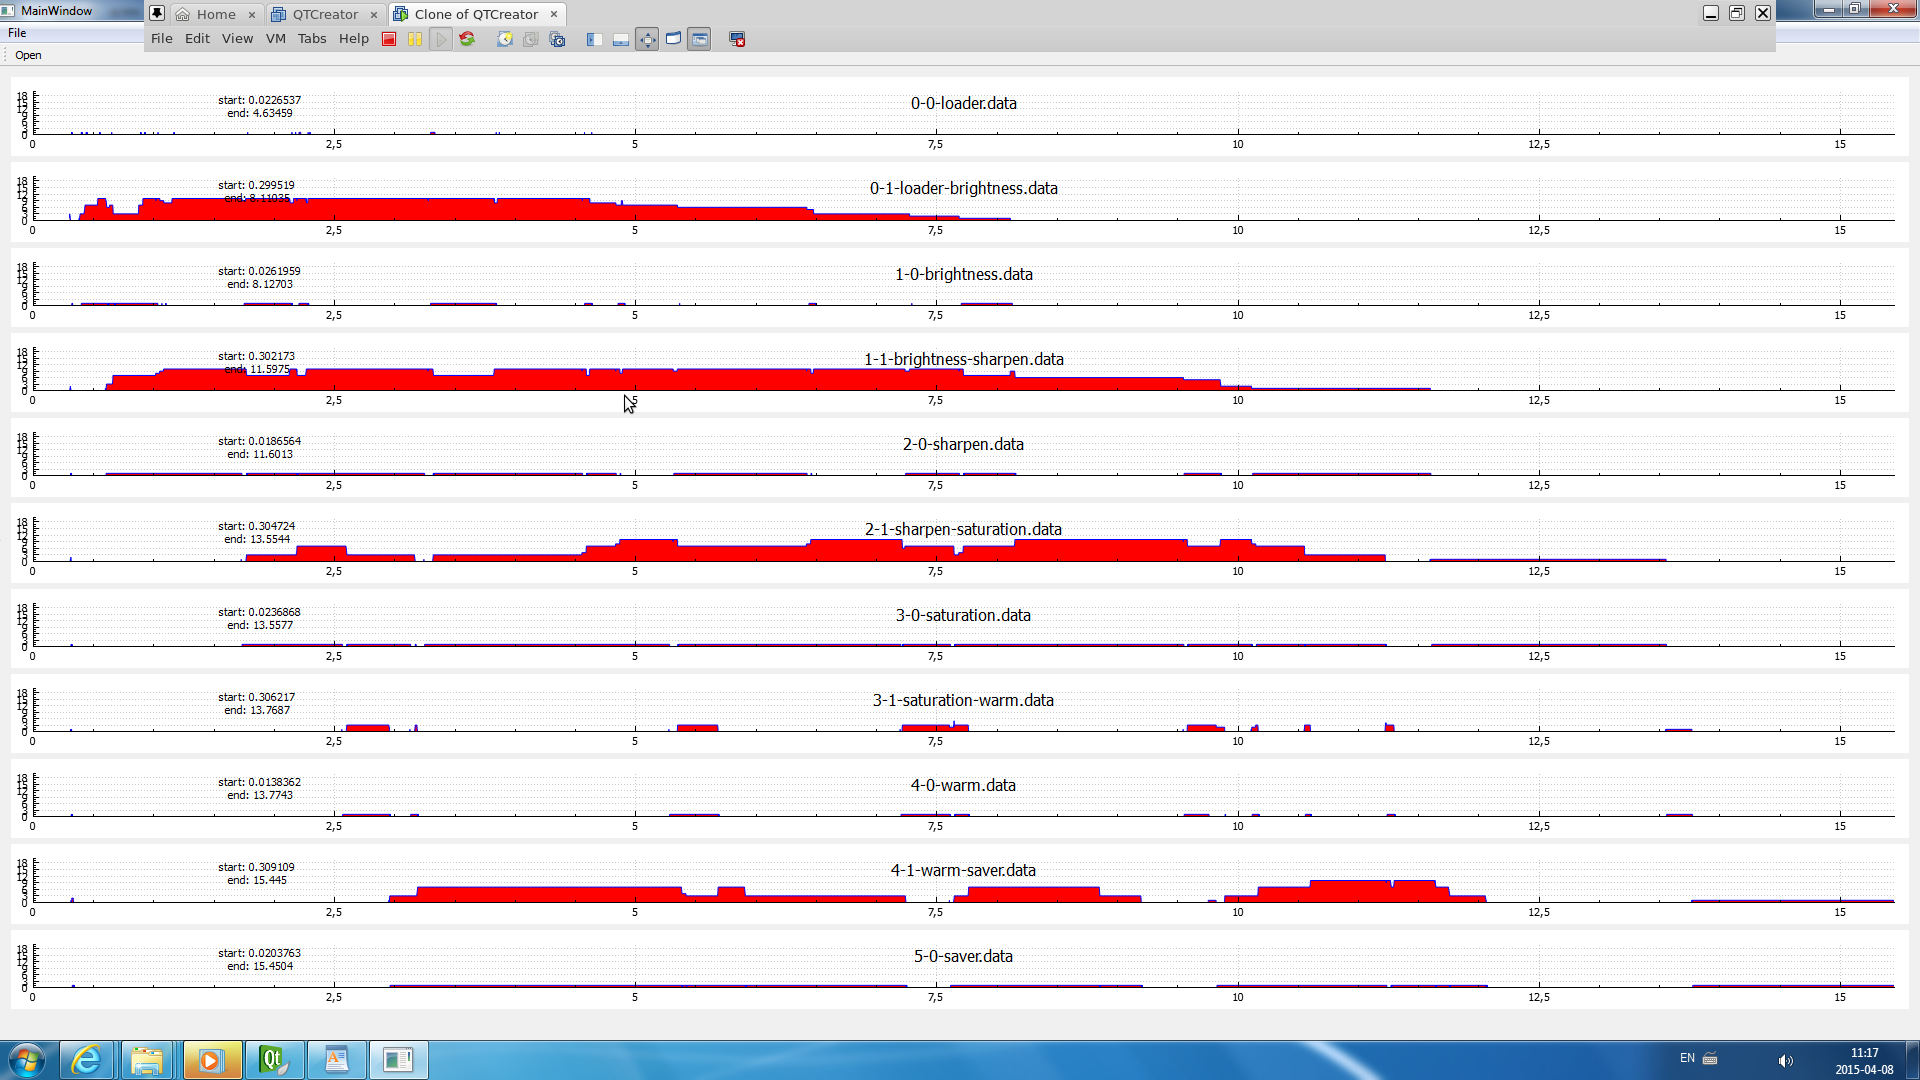 MainWindow
Home × QTCreator × Clone of QTCreator ×
File Edit View VM Tabs Help
File
Open
0-0-loader.data
start: 0.0226537
end: 4.63459
18
15
12
9
6
3
0
0 2,5 5 7,5 10 12,5 15
0-1-loader-brightness.data
start: 0.299519
end: 8.11035
18
15
12
9
6
3
0
0 2,5 5 7,5 10 12,5 15
1-0-brightness.data
start: 0.0261959
end: 8.12703
18
15
12
9
6
3
0
0 2,5 5 7,5 10 12,5 15
1-1-brightness-sharpen.data
start: 0.302173
end: 11.5975
18
15
12
9
6
3
0
0 2,5 5 7,5 10 12,5 15
2-0-sharpen.data
start: 0.0186564
end: 11.6013
18
15
12
9
6
3
0
0 2,5 5 7,5 10 12,5 15
2-1-sharpen-saturation.data
start: 0.304724
end: 13.5544
18
15
12
9
6
3
0
0 2,5 5 7,5 10 12,5 15
3-0-saturation.data
start: 0.0236868
end: 13.5577
18
15
12
9
6
3
0
0 2,5 5 7,5 10 12,5 15
3-1-saturation-warm.data
start: 0.306217
end: 13.7687
18
15
12
9
6
3
0
0 2,5 5 7,5 10 12,5 15
4-0-warm.data
start: 0.0138362
end: 13.7743
18
15
12
9
6
3
0
0 2,5 5 7,5 10 12,5 15
4-1-warm-saver.data
start: 0.309109
end: 15.445
18
15
12
9
6
3
0
0 2,5 5 7,5 10 12,5 15
5-0-saver.data
start: 0.0203763
end: 15.4504
18
15
12
9
6
3
0
0 2,5 5 7,5 10 12,5 15
Qt
EN
11:17
2015-04-08